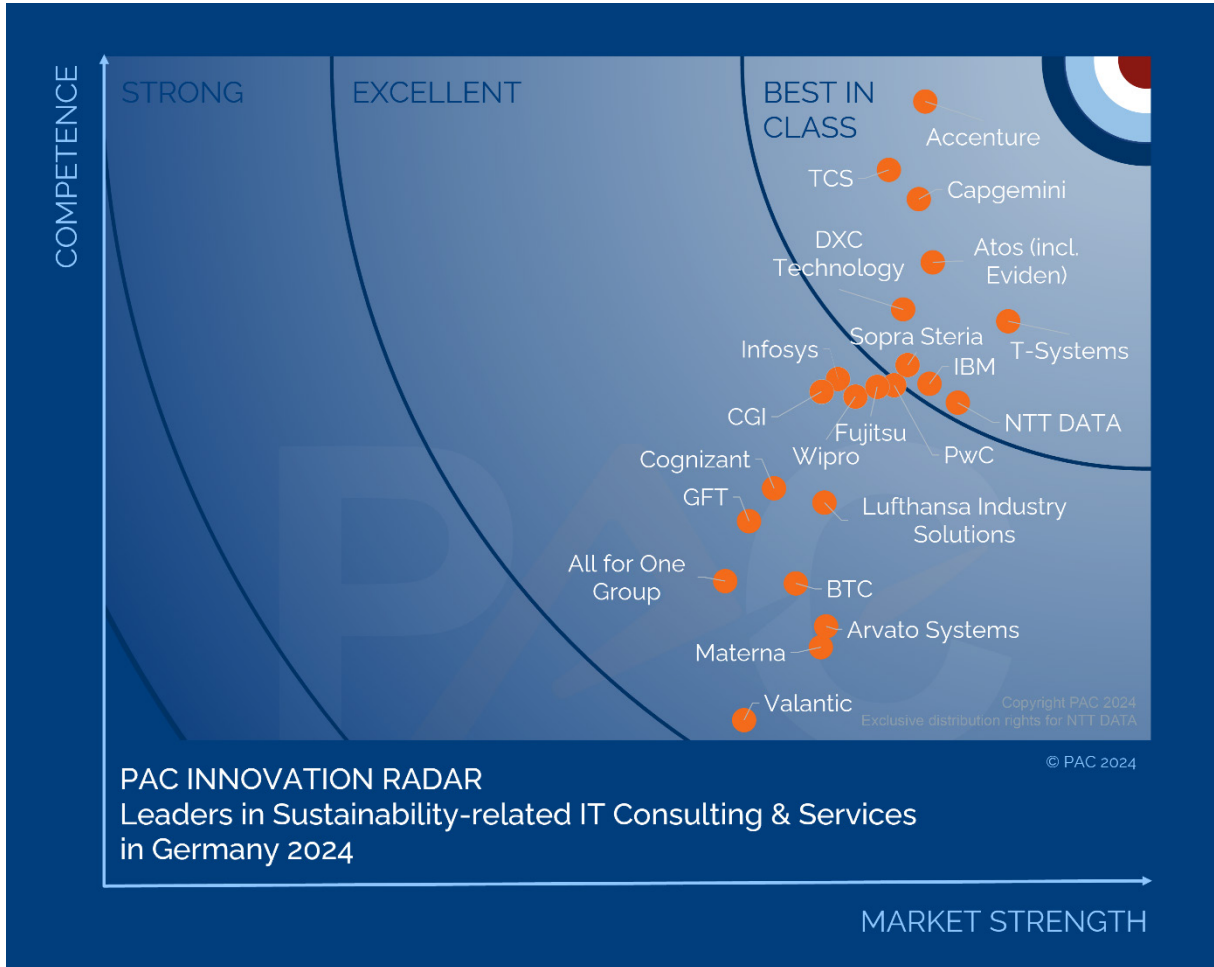 COMPETENCE
STRONG
EXCELLENT
BEST IN
CLASS
Accenture
TCS
Capgemini
DXC
Technology
Atos (incl.
Eviden)
Sopra Steria
T-Systems
Infosys
IBM
CGI
NTT DATA
Fujitsu
Wipro
PwC
Cognizant
GFT
Lufthansa Industry
Solutions
All for One
Group
BTC
Arvato Systems
Materna
Valantic
PAC
Copyright PAC 2024
Exclusive distribution rights for NTT DATA
© PAC 2024
PAC INNOVATION RADAR
Leaders in Sustainability-related IT Consulting & Services
in Germany 2024
MARKET STRENGTH